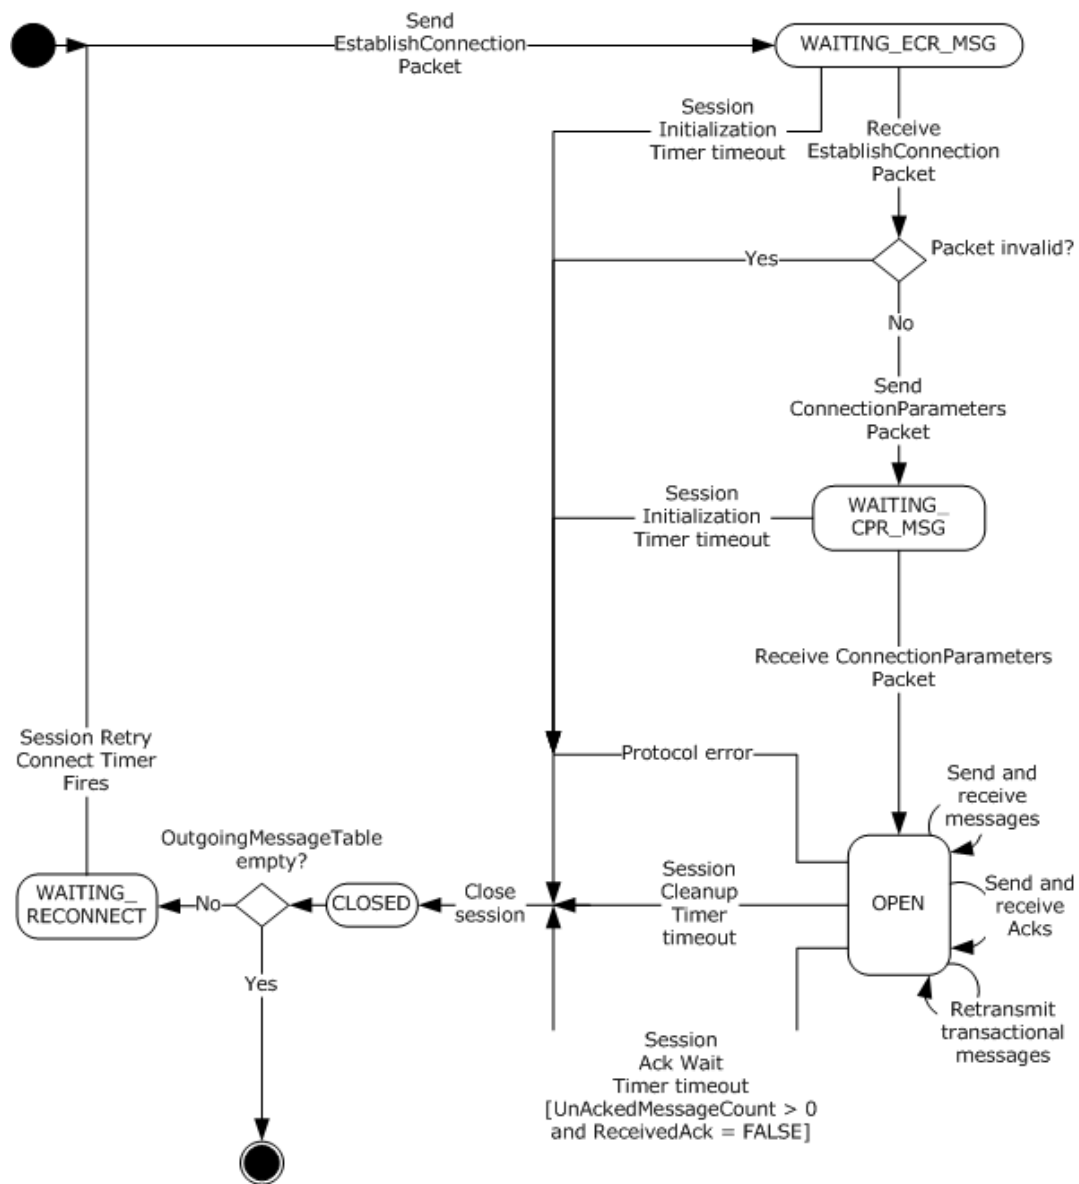 Send
EstablishConnection
Packet
WAITING_ECR_MSG
Session
Initialization
Timer timeout
Receive
EstablishConnection
Packet
Packet invalid?
Yes
No
Send
ConnectionParameters
Packet
Session
Initialization
Timer timeout
WAITING_
CPR_MSG
Receive ConnectionParameters
Packet
Session Retry
Connect Timer
Fires
Protocol error
Send and
receive
messages
OutgoingMessageTable
empty?
WAITING_
RECONNECT
No
CLOSED
Close
session
Session
Cleanup
Timer
timeout
OPEN
Send and
receive
Acks
Yes
Retransmit
transactional
messages
Session
Ack Wait
Timer timeout
[UnAckedMessageCount > 0
and ReceivedAck = FALSE]